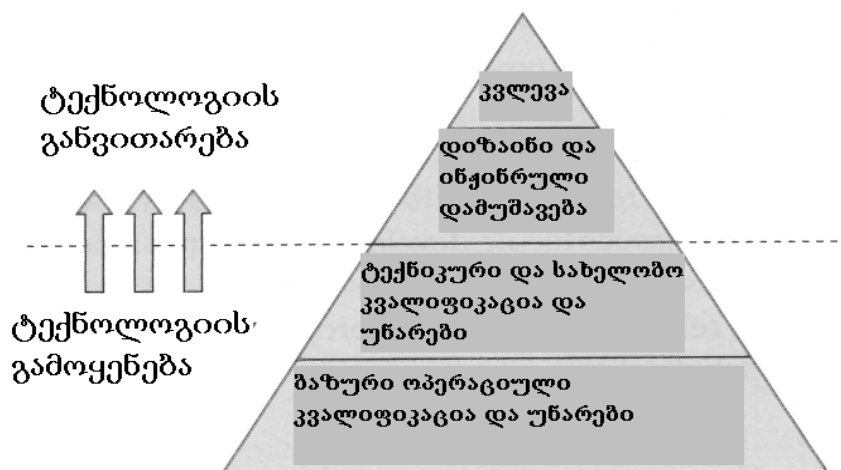 ტექნოლოგიის
განვითარება
კვლევა
დიზაინი და
ინჟინრული
დამუშავება
ტექნიკური და სახელობო
კვალიფიკაცია და
უნარები
ტექნოლოგიის
გამოყენება
ბაზური ოპერაციული
კვალიფიკაცია და უნარები